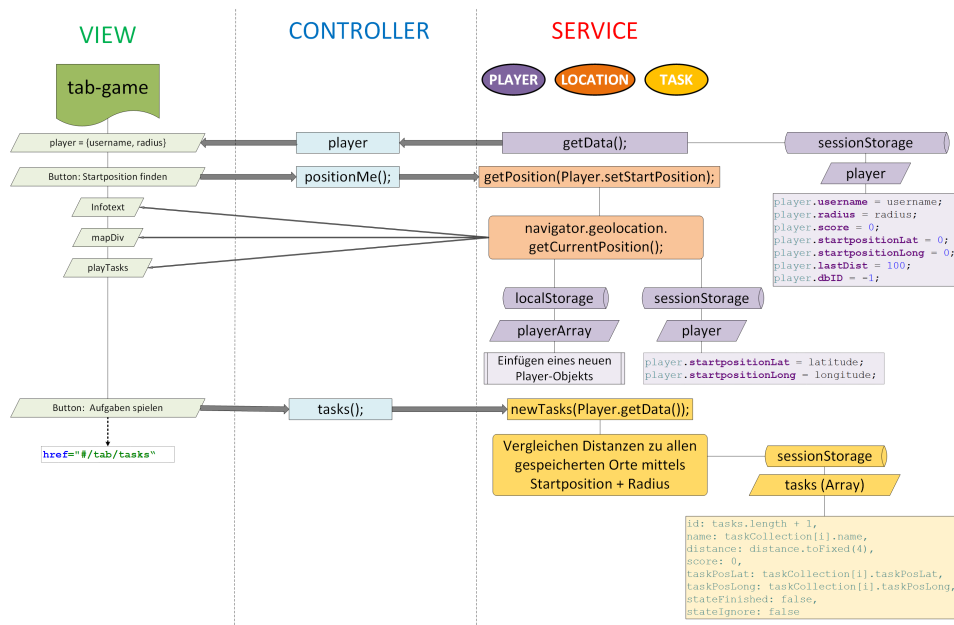 VIEW
CONTROLLER
SERVICE
tab-game
PLAYER
LOCATION
TASK
player = {username, radius}
player
getData();
sessionStorage
player
player.username = username;
player.radius = radius;
player.score = 0;
player.startpositionLat = 0;
player.startpositionLong = 0;
player.lastDist = 100;
player.dbID = -1;
Button: Startposition finden
positionMe();
getPosition(Player.setStartPosition);
Infotext
mapDiv
playTasks
navigator.geolocation.
getCurrentPosition();
localStorage
playerArray
Einfügen eines neuen
Player-Objekts
sessionStorage
player
player.startpositionLat = latitude;
player.startpositionLong = longitude;
Button: Aufgaben spielen
tasks();
newTasks(Player.getData());
href="#/tab/tasks"
Vergleichen Distanzen zu allen
gespeicherten Orte mittels
Startposition + Radius
sessionStorage
tasks (Array)
id: tasks.length + 1,
name: taskCollection[i].name,
distance: distance.toFixed(4),
score: 0,
taskPosLat: taskCollection[i].taskPosLat,
taskPosLong: taskCollection[i].taskPosLong,
stateFinished: false,
stateIgnore: false